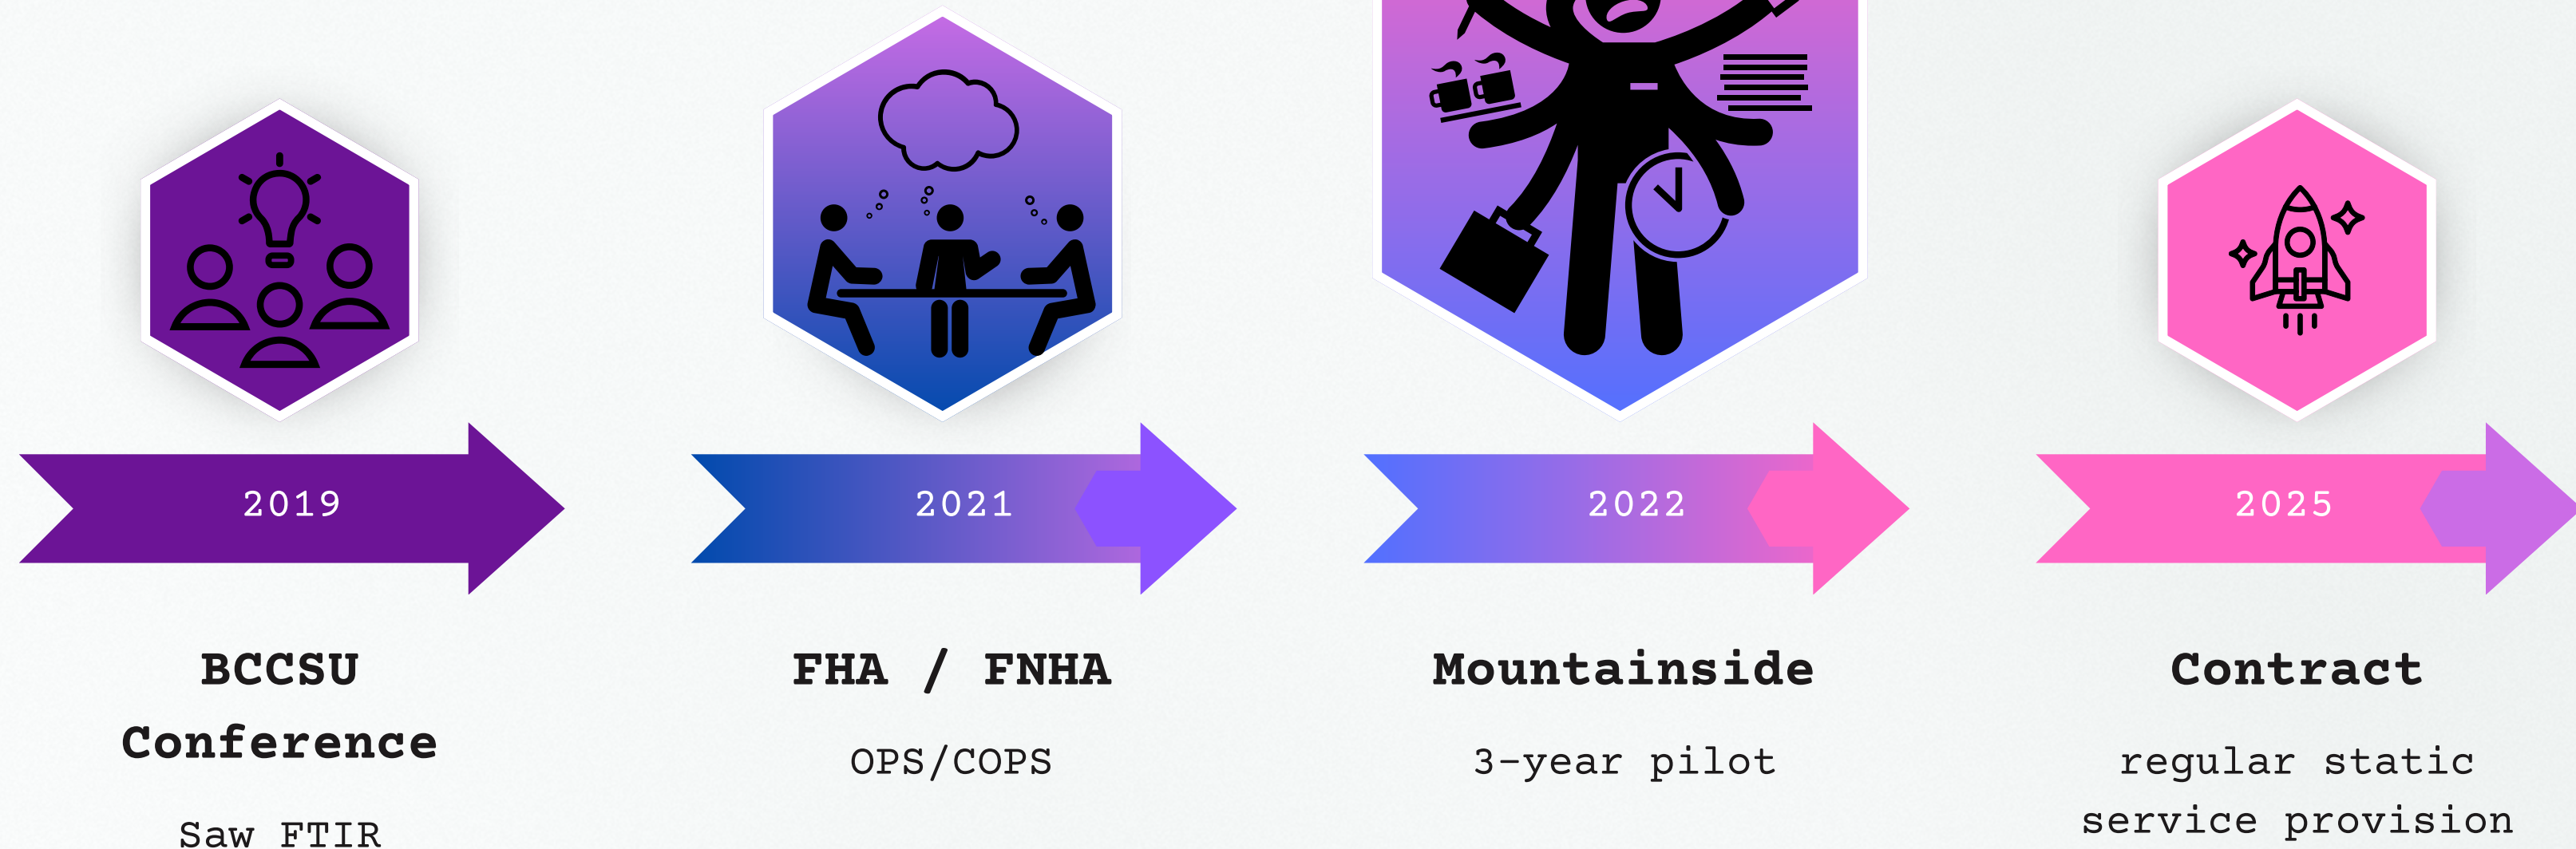 2019
2021
2022
2025
BCCSU
Conference
Saw FTIR
FHA / FNHA
OPS/COPS
Mountainside
3-year pilot
Contract
regular static
service provision